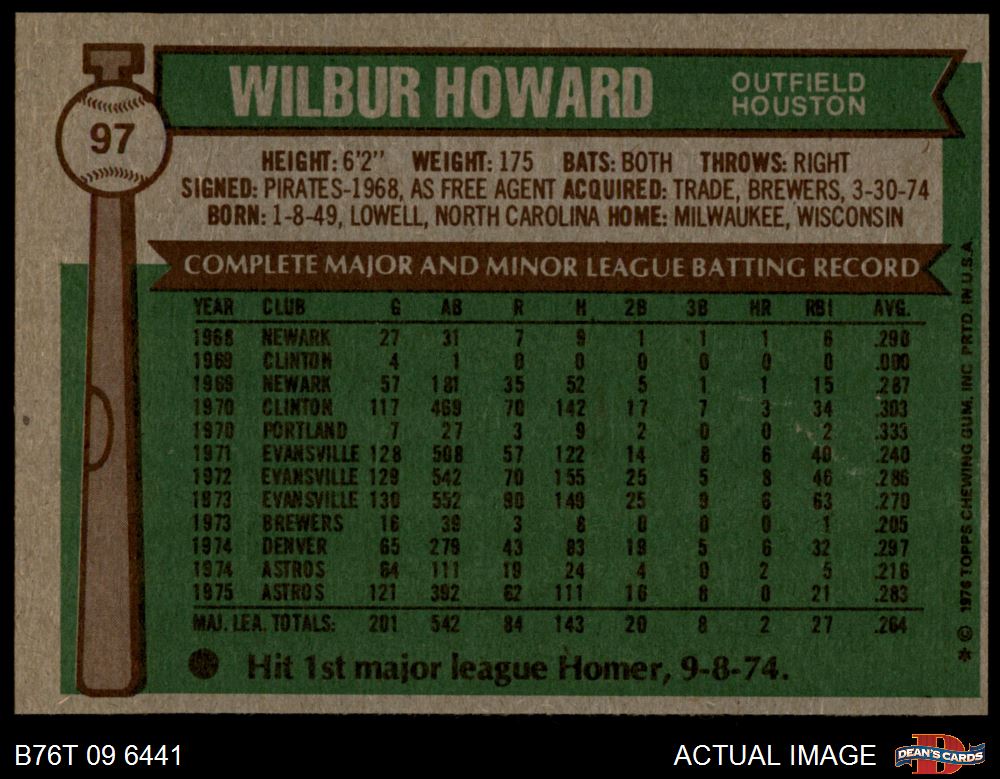 WILBUR HOWARD
OUTFIELD
HOUSTON
97
HEIGHT: 6'2" WEIGHT: 175 BATS: BOTH THROWS: RIGHT
SIGNED: PIRATES-1968, AS FREE AGENT ACQUIRED: TRADE, BREWERS, 3-30-74
BORN: 1-8-49, LOWELL, NORTH CAROLINA HOME: MILWAUKEE, WISCONSIN
COMPLETE MAJOR AND MINOR LEAGUE BATTING RECORD
YEAR CLUB G AB R H 2B 3B HR RBI AVG.
1968 NEWARK 27 31 7 9 1 1 1 6 .290
1969 CLINTON 4 1 0 0 0 0 0 0 .000
1969 NEWARK 57 181 35 52 5 1 1 15 .287
1970 CLINTON 117 469 70 142 17 7 3 34 .303
1970 PORTLAND 7 27 3 9 2 0 0 2 .333
1971 EVANSVILLE 128 508 57 122 14 8 6 40 .240
1972 EVANSVILLE 129 542 70 155 25 5 8 46 .286
1973 EVANSVILLE 130 552 90 149 25 9 6 63 .270
1973 BREWERS 16 39 3 8 0 0 0 1 .205
1974 DENVER 65 279 43 83 19 5 6 32 .297
1974 ASTROS 64 111 19 24 4 0 2 5 .216
1975 ASTROS 121 392 62 111 16 8 0 21 .283
MAJ. LEA. TOTALS: 201 542 84 143 20 8 2 27 .264
Hit 1st major league Homer, 9-8-74.
* © 1976 TOPPS CHEWING GUM, INC PRTD. IN U.S.A.
B76T 09 6441
ACTUAL IMAGE
DEAN'S CARDS